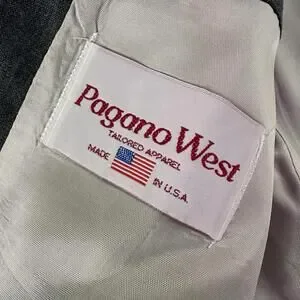 Pagano West
TAILORED APPAREL
MADE IN U.S.A.